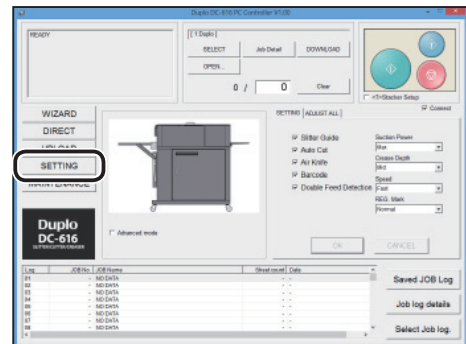 Duplo DC-616 PC Controller V1.00
READY
[ 1:Duplo ]
SELECT
Job Detail
DOWNLOAD
OPEN...
0 / 0
Clear
<T>Stacker Setup
Connect
WIZARD
DIRECT
UPLOAD
SETTING
MAINTENANCE
Duplo
DC-616
SLITTER/CUTTER/CREASER
Advanced mode
SETTING
ADJUST ALL
Slitter Guide
Auto Cut
Air Knife
Barcode
Double Feed Detection
Suction Power
Max
Crease Depth
Mid
Speed
Fast
REG. Mark
Normal
OK
CANCEL
Log JOB No. JOB Name Sheet count Date
01 - NO DATA - -
02 - NO DATA - -
03 - NO DATA - -
04 - NO DATA - -
05 - NO DATA - -
06 - NO DATA - -
07 - NO DATA - -
08 - NO DATA - -
Saved JOB Log
Job log details
Select Job log.